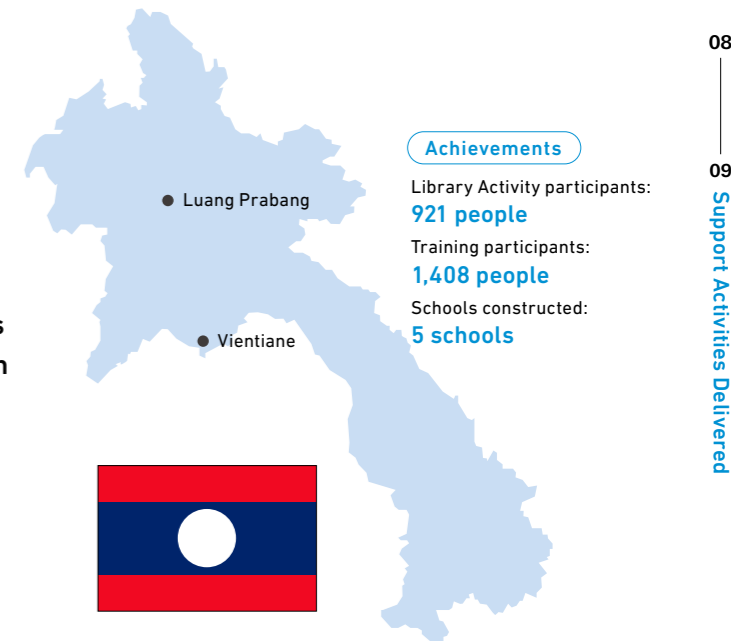 08
09
Support Activities Delivered
Achievements
Library Activity participants:
921 people
Training participants:
1,408 people
Schools constructed:
5 schools
Luang Prabang
Vientiane
s
n